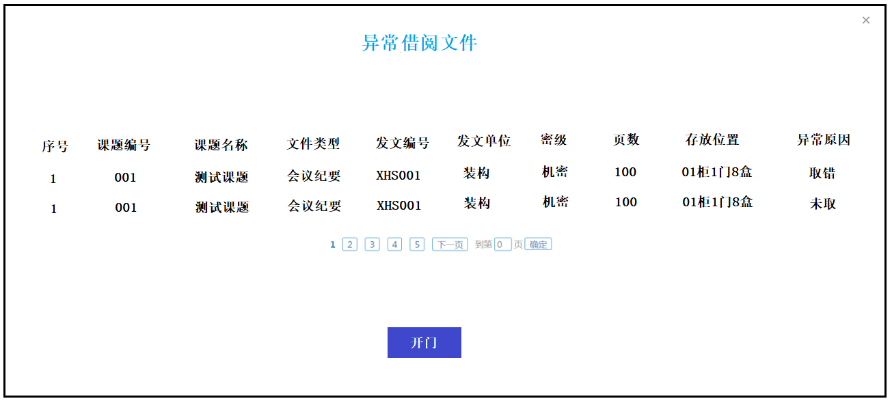 ×
异常借阅文件
序号 课题编号 课题名称 文件类型 发文编号 发文单位 密级 页数 存放位置 异常原因
1 001 测试课题 会议纪要 XHS001 装构 机密 100 01柜1门8盒 取错
1 001 测试课题 会议纪要 XHS001 装构 机密 100 01柜1门8盒 未取
1 2 3 4 5 下一页 到第 0 页 确定
开门